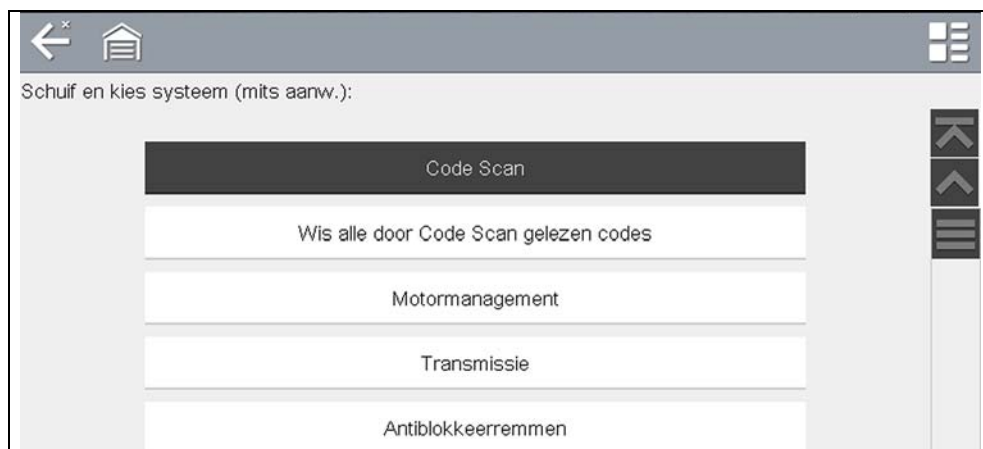 Schuif en kies systeem (mits aanw.):
Code Scan
Wis alle door Code Scan gelezen codes
Motormanagement
Transmissie
Antiblokkeerremmen